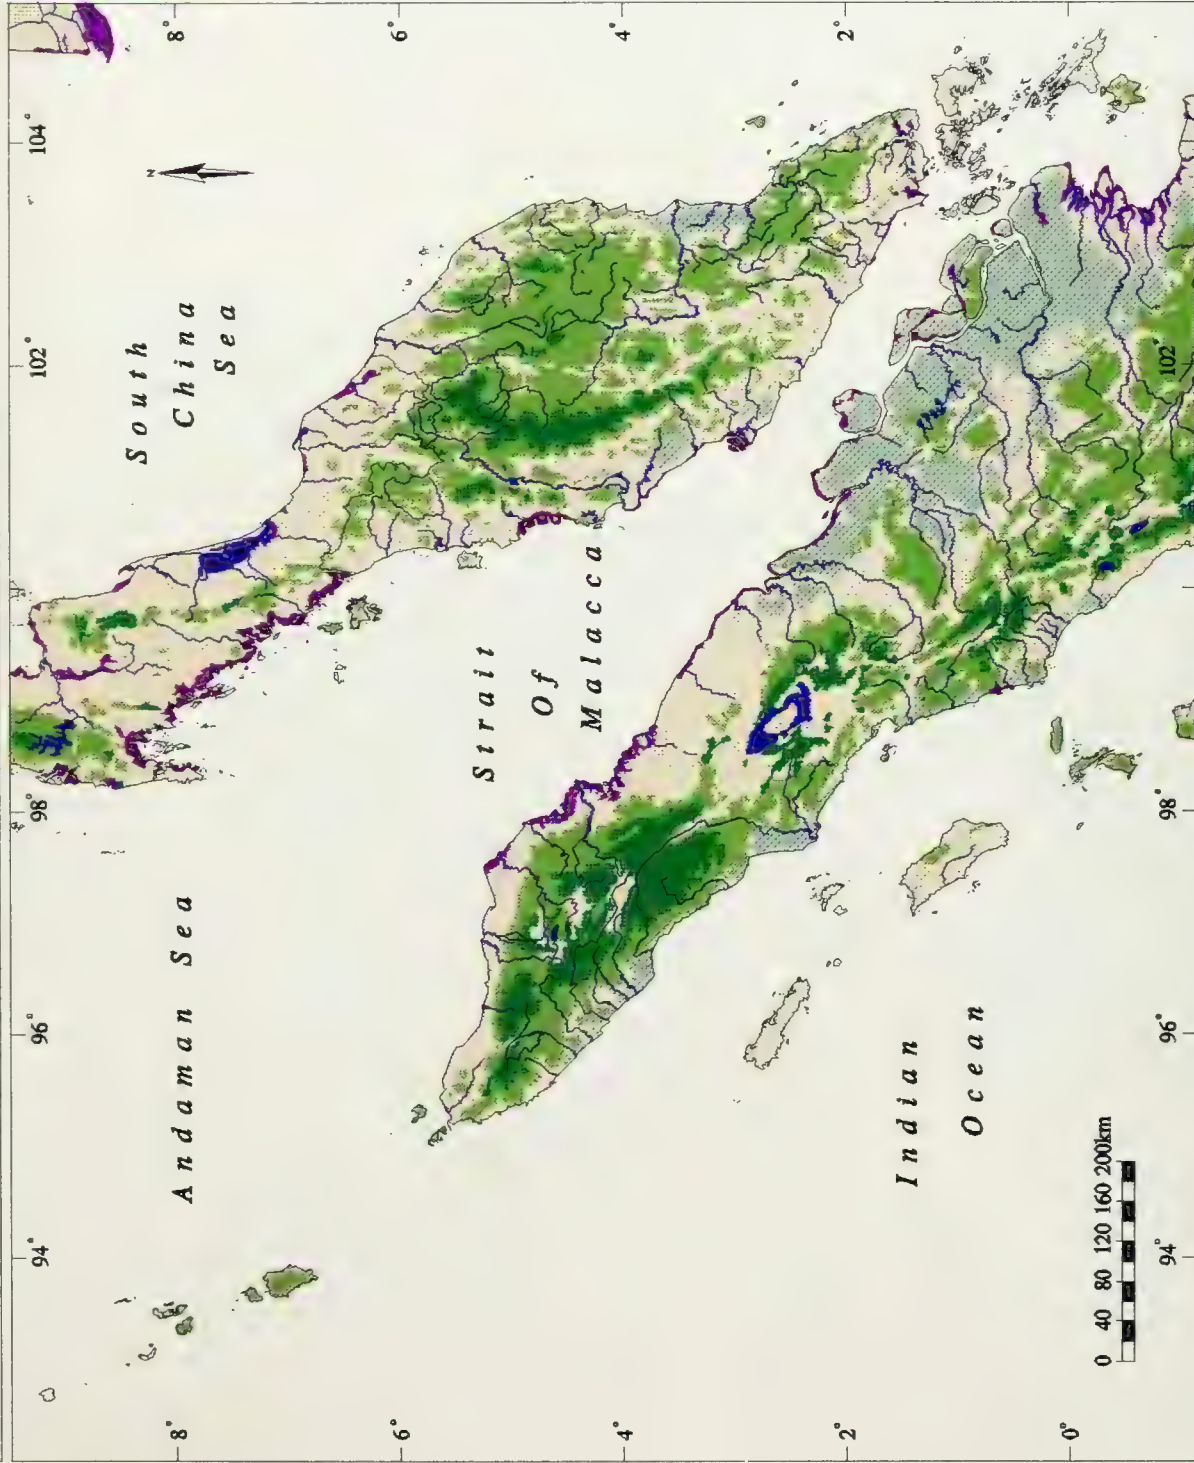 94° 96° 98° 102° 104°
N
South
China
Sea
Andaman Sea
8° 8°
6° 6°
Strait
Of
Malacca
4° 4°
2° 2°
Indian
Ocean
0°
0 40 80 120 160 200km
94° 96° 98° 102°